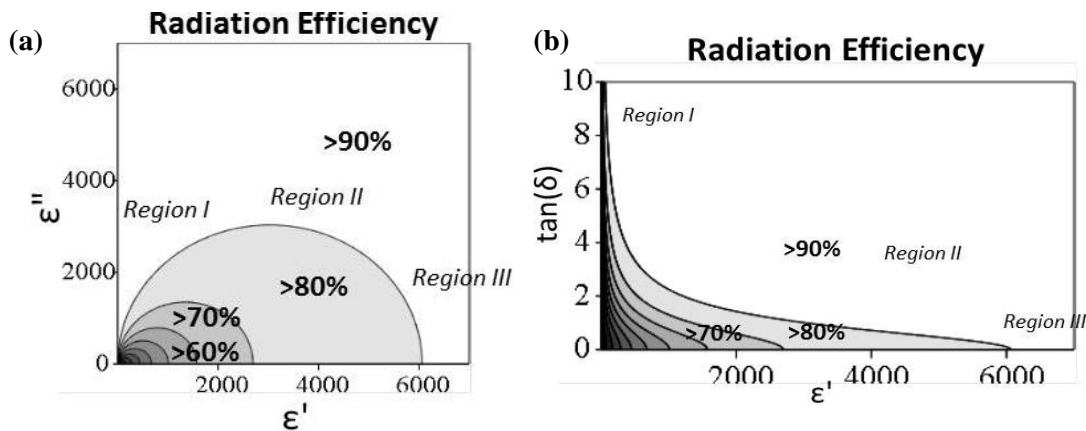 (a)
Radiation Efficiency
6000
4000
2000
0
ε''
>90%
Region I
Region II
Region III
>80%
>70%
>60%
2000
4000
6000
ε'
(b)
Radiation Efficiency
10
8
6
4
2
0
tan(δ)
Region I
>90%
Region II
Region III
>70%
>80%
2000
4000
6000
ε'